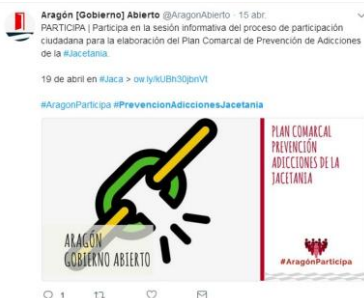 Aragón [Gobierno] Abierto @AragonAbierto · 15 abr.
PARTICIPA | Participa en la sesión informativa del proceso de participación
ciudadana para la elaboración del Plan Comarcal de Prevención de Adicciones
de la #Jacetania.
19 de abril en #Jaca > ow.ly/kUBh30jbnVt
#AragonParticipa #PrevencionAdiccionesJacetania
PLAN COMARCAL
PREVENCIÓN
ADICCIONES DE LA
JACETANIA
ARAGÓN
GOBIERNO ABIERTO
#AragónParticipa
1